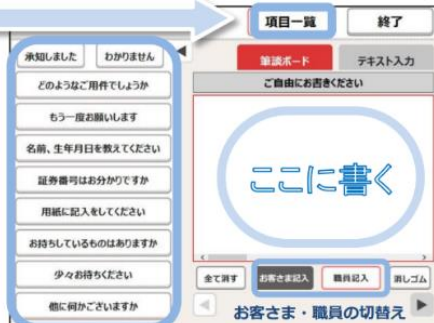 項目一覧 終了
承知しました わかりません
筆談ボード テキスト入力
どのようなご用件でしょうか
ご自由にお書きください
もう一度お願いします
名前、生年月日を教えてください
ここに書く
証券番号はお分かりですか
用紙に記入をしてください
お持ちしているものはありますか
少々お待ちください
全て消す お客さま記入 職員記入 消しゴム
他に何かございますか
お客さま・職員の切替え